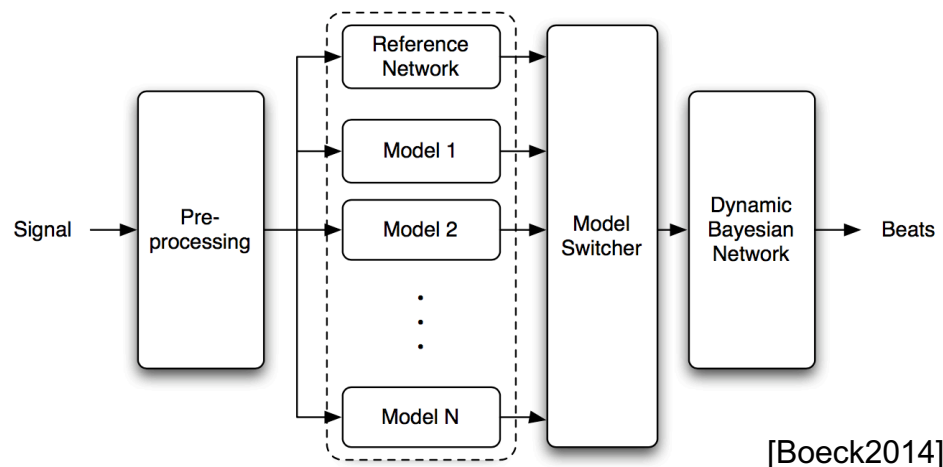 Signal
Pre-
processing
Reference
Network
Model 1
Model 2
Model N
Model
Switcher
Dynamic
Bayesian
Network
Beats
[Boeck2014]